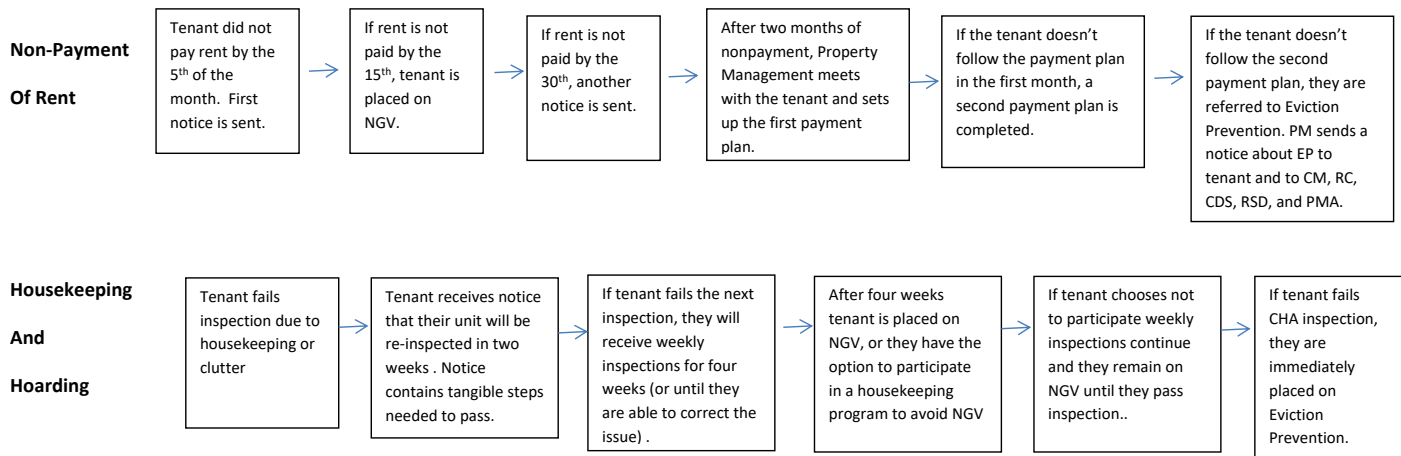 Non-Payment
Of Rent
Tenant did not
pay rent by the
5th of the
month. First
notice is sent.
If rent is not
paid by the
15th, tenant is
placed on
NGV.
If rent is not
paid by the
30th, another
notice is sent.
After two months of
nonpayment, Property
Management meets
with the tenant and sets
up the first payment
plan.
If the tenant doesn’t
follow the payment plan
in the first month, a
second payment plan is
completed.
If the tenant doesn’t
follow the second
payment plan, they are
referred to Eviction
Prevention. PM sends a
notice about EP to
tenant and to CM, RC,
CDS, RSD, and PMA.
Housekeeping
And
Hoarding
Tenant fails
inspection due to
housekeeping or
clutter
Tenant receives notice
that their unit will be
re-inspected in two
weeks . Notice
contains tangible steps
needed to pass.
If tenant fails the next
inspection, they will
receive weekly
inspections for four
weeks (or until they
are able to correct the
issue) .
After four weeks
tenant is placed on
NGV, or they have the
option to participate
in a housekeeping
program to avoid NGV
If tenant chooses not
to participate weekly
inspections continue
and they remain on
NGV until they pass
inspection..
If tenant fails
CHA inspection,
they are
immediately
placed on
Eviction
Prevention.